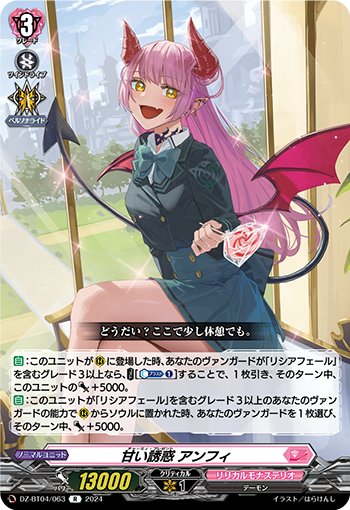 3
グレード
ツインドライブ
ペルソナライド
どうだい?ここで少し休憩でも。
自:このユニットがRに登場した時、あなたのヴァンガードが「リシアフェール」
を含むグレード3以上なら、【コスト】[CB1]することで、1枚引き、そのターン中、
このユニットのパワー+5000。
自:このユニットが「リシアフェール」を含むグレード3以上のあなたのヴァン
ガードの能力でRからソウルに置かれた時、あなたのユニットを1枚選び、
そのターン中、パワー+5000。
ノーマルユニット
甘い誘惑 アンフィ
リリカルモナステリオ
パワー
13000
クリティカル
1
デーモン
DZ-BT04/063 R 2024
イラスト/はらけんし